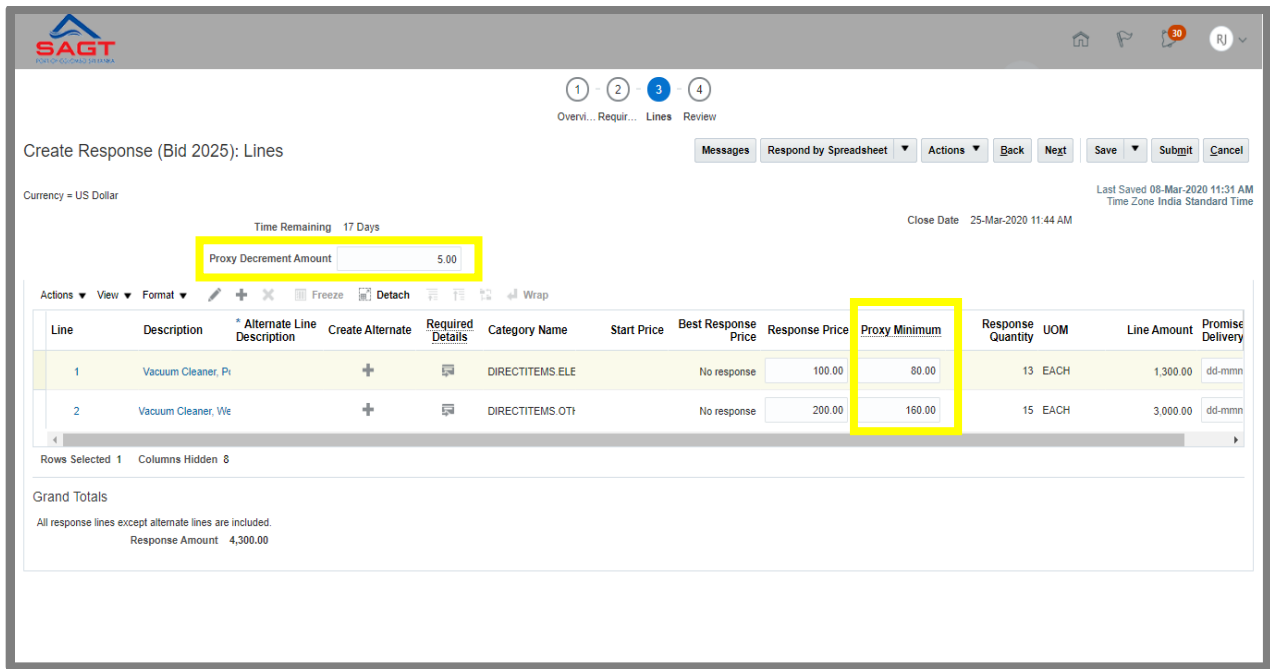 SAGT
30
RJ
1 2 3 4
Overvi... Requir... Lines Review
Create Response (Bid 2025): Lines
Messages Respond by Spreadsheet Actions Back Next Save Submit Cancel
Currency = US Dollar
Last Saved 08-Mar-2020 11:31 AM
Time Zone India Standard Time
Time Remaining 17 Days
Close Date 25-Mar-2020 11:44 AM
Proxy Decrement Amount 5.00
Actions View Format Freeze Detach Wrap
Line Description * Alternate Line Description Create Alternate Required Details Category Name Start Price Best Response Price Response Price Proxy Minimum Response Quantity UOM Line Amount Promise Delivery
1 Vacuum Cleaner, Po DIRECTITEMS.ELE No response 100.00 80.00 13 EACH 1,300.00 dd-mmm
2 Vacuum Cleaner, We DIRECTITEMS.OTH No response 200.00 160.00 15 EACH 3,000.00 dd-mmm
Rows Selected 1 Columns Hidden 8
Grand Totals
All response lines except alternate lines are included.
Response Amount 4,300.00